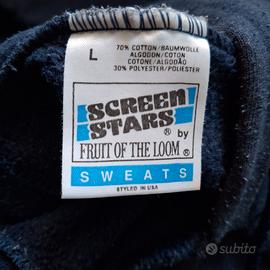 L
70% COTTON/BAUMWOLLE
ALGODON/COTON
COTONE/ALGODÃO
30% POLYESTER/POLIESTER
SCREEN
STARS
® by
FRUIT OF THE LOOM ®
SWEATS
STYLED IN USA
subito